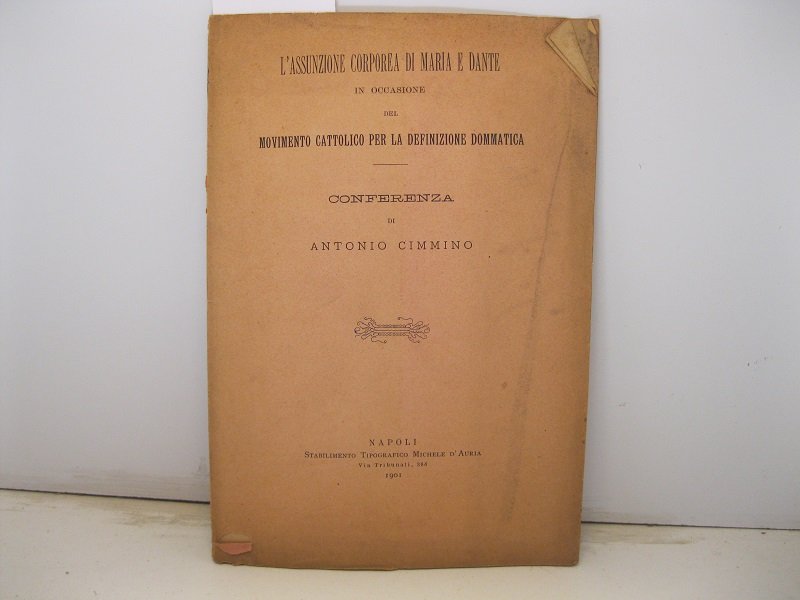 L'ASSUNZIONE CORPOREA DI MARIA E DANTE
IN OCCASIONE
DEL
MOVIMENTO CATTOLICO PER LA DEFINIZIONE DOMMATICA
CONFERENZA
DI
ANTONIO CIMMINO
NAPOLI
STABILIMENTO TIPOGRAFICO MICHELE D'AURIA
Via Tribunali, 386
1901